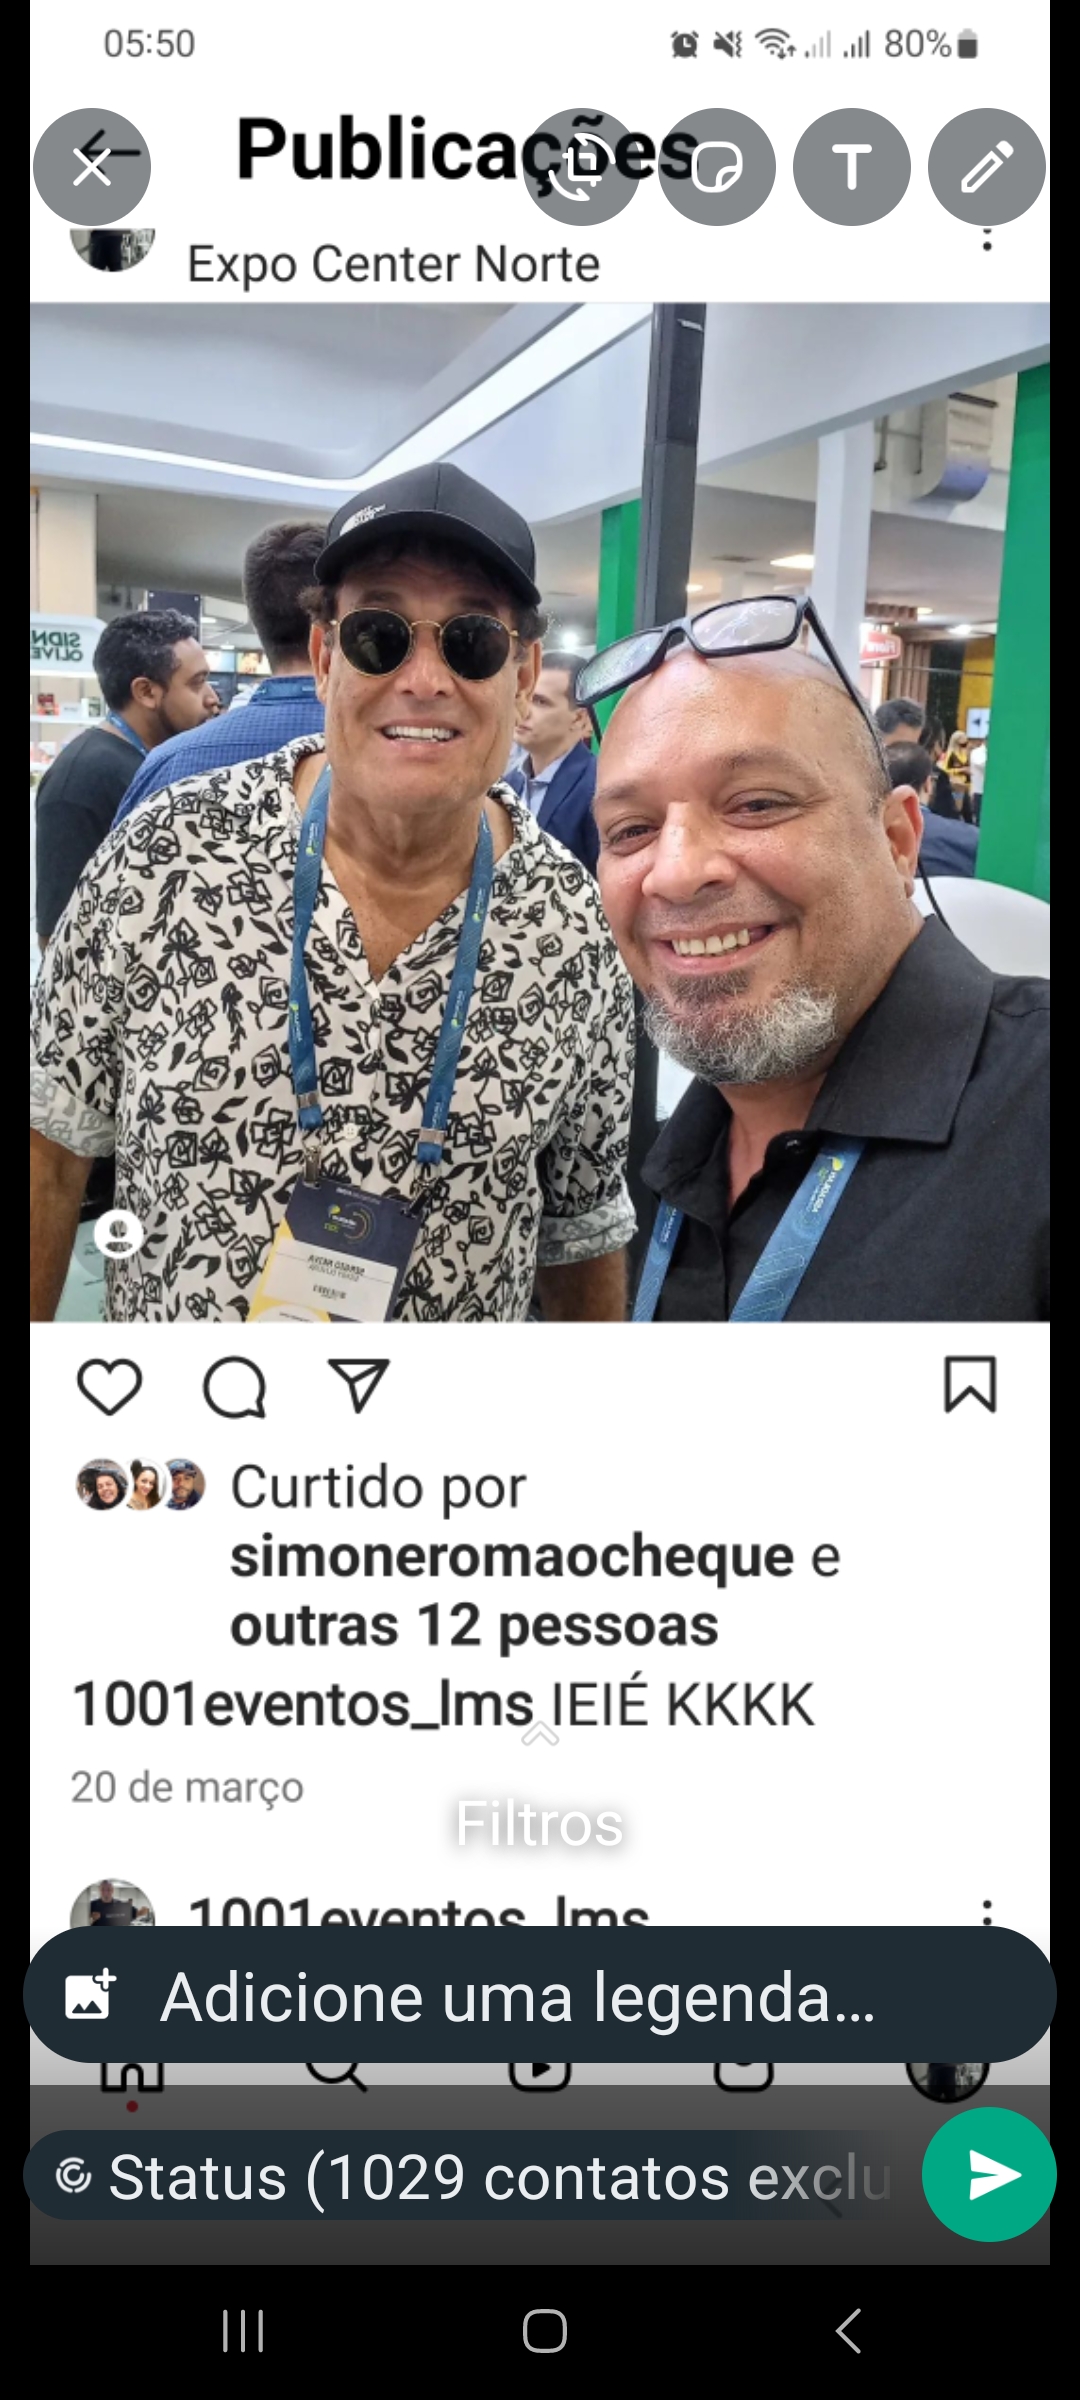 05:50
80%
Publicações
Expo Center Norte
Curtido por
simoneromaocheque e
outras 12 pessoas
1001eventos_lms IEIÉ KKKK
20 de março
Filtros
1001eventos_lms
Adicione uma legenda...
Status (1029 contatos exclu